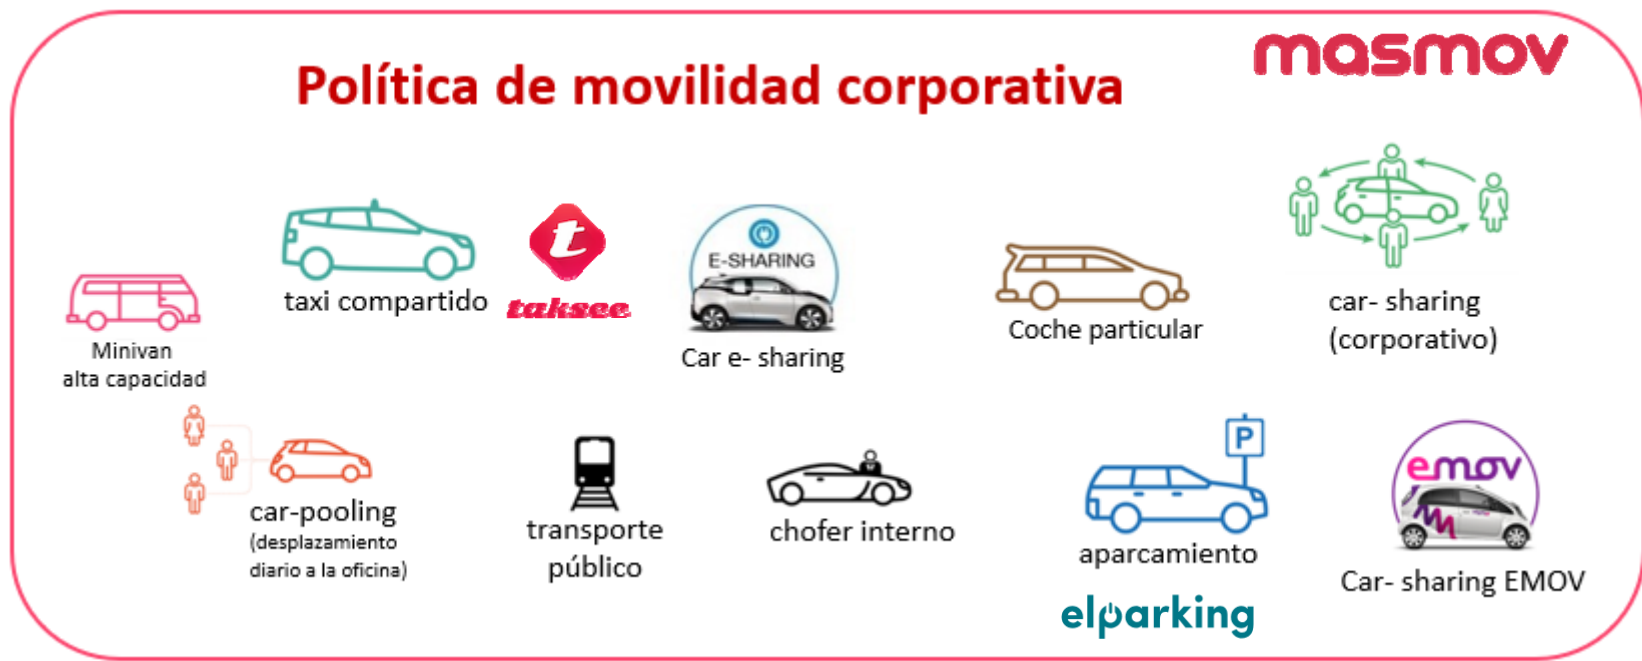 masmov
Política de movilidad corporativa
taxi compartido
t
taksee
E-SHARING
Car e- sharing
Coche particular
car- sharing
(corporativo)
Minivan
alta capacidad
car-pooling
(desplazamiento
diario a la oficina)
transporte
público
chofer interno
P
aparcamiento
elparking
emov
Car- sharing EMOV